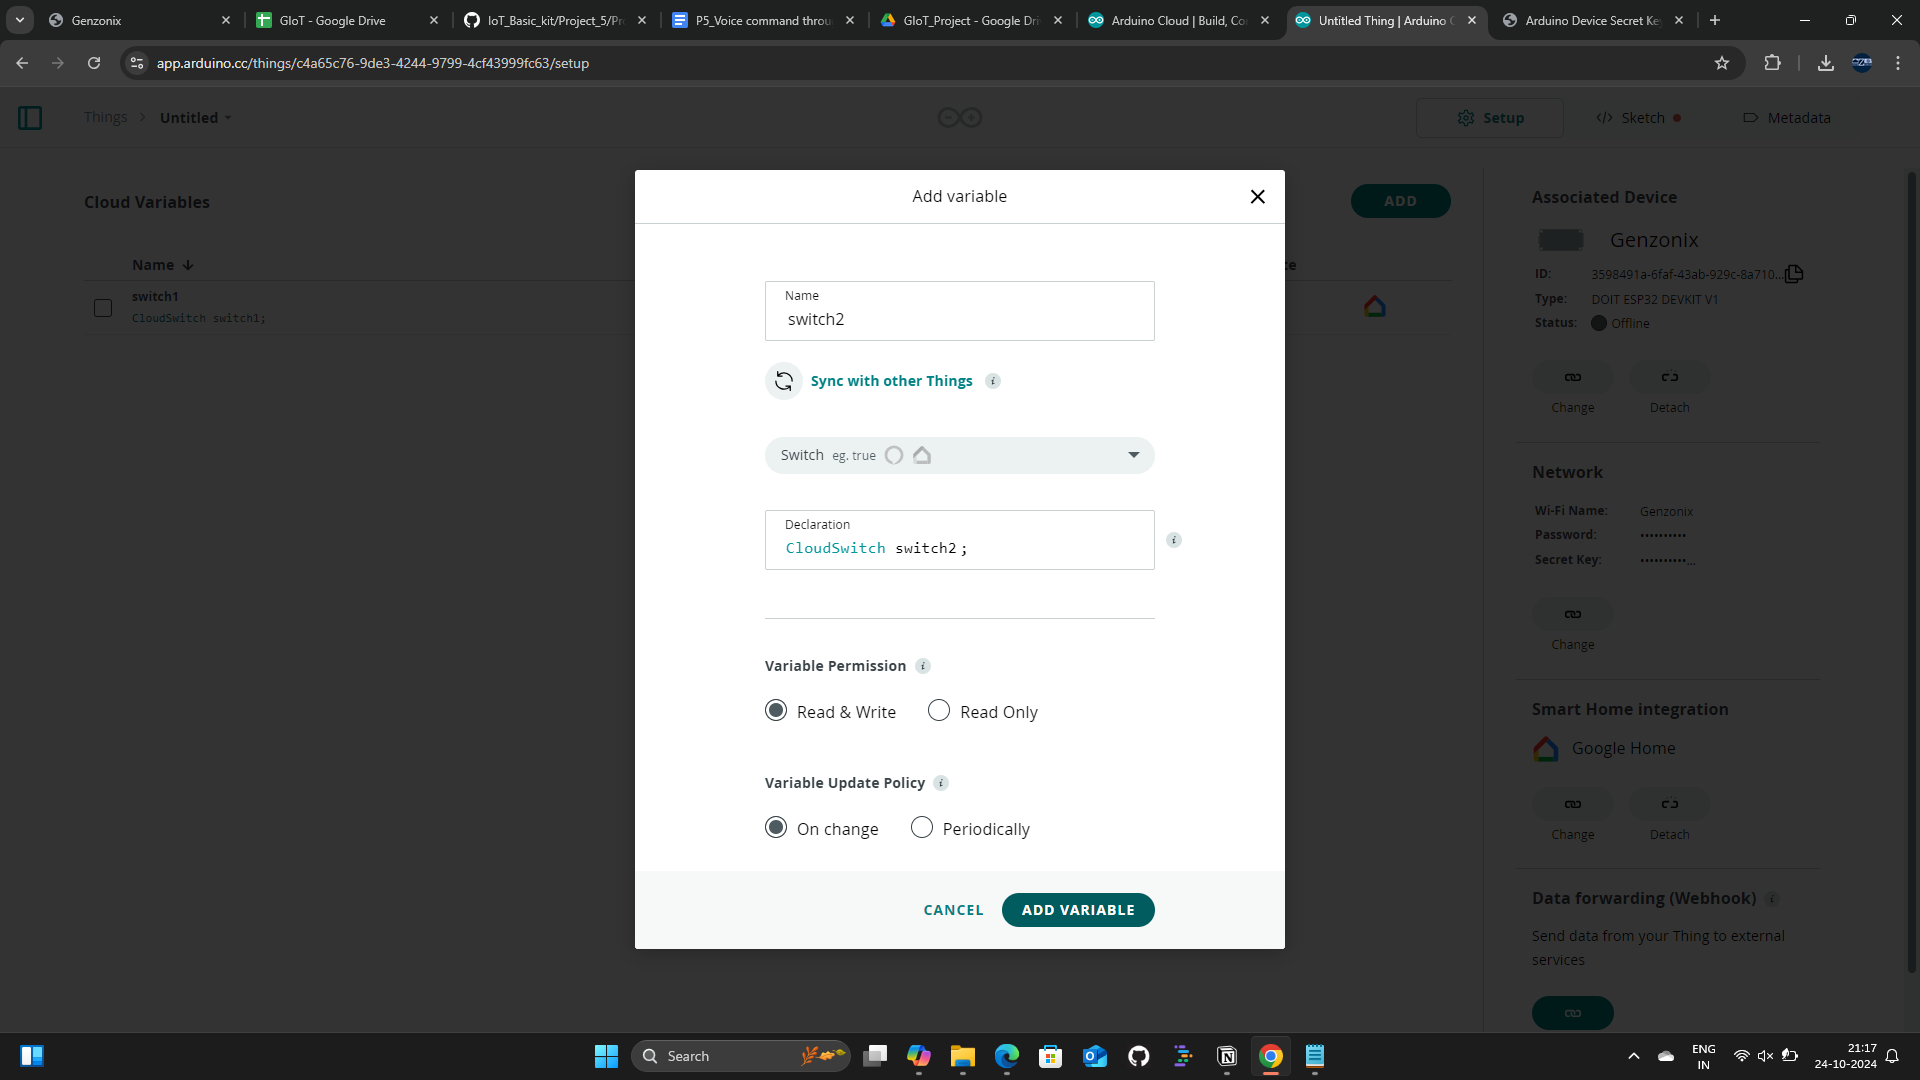 Genzonix
GIoT - Google Drive
IoT_Basic_kit/Project_5/Pr
P5_Voice command throu
GIoT_Project - Google Dri
Arduino Cloud | Build, Co
Untitled Thing | Arduino C
Arduino Device Secret Ke
app.arduino.cc/things/c4a65c76-9de3-4244-9799-4cf43999fc63/setup
Things > Untitled
Setup
</> Sketch
Metadata
Cloud Variables
ADD
Name ↓
ce
switch1
CloudSwitch switch1;
Add variable
Name
switch2
Sync with other Things i
Switch eg. true
Declaration
CloudSwitch switch2;
i
Variable Permission i
Read & Write
Read Only
Variable Update Policy i
On change
Periodically
CANCEL
ADD VARIABLE
Associated Device
Genzonix
ID: 3598491a-6faf-43ab-929c-8a710...
Type: DOIT ESP32 DEVKIT V1
Status: Offline
Change
Detach
Network
Wi-Fi Name: Genzonix
Password: ••••••••••
Secret Key: ••••••••••...
Change
Smart Home integration
Google Home
Change
Detach
Data forwarding (Webhook) i
Send data from your Thing to external
services
Search
ENG
IN
21:17
24-10-2024